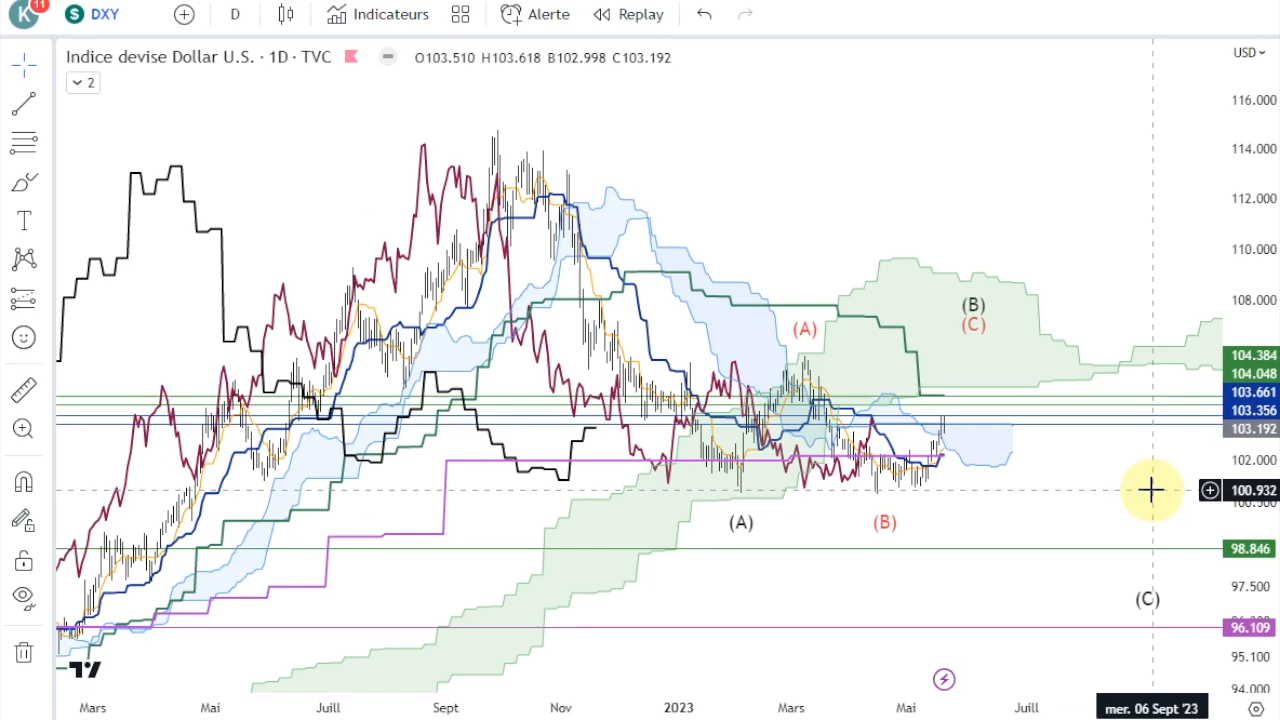 K 11 S DXY D Indicateurs Alerte Replay
Indice devise Dollar U.S. · 1D · TVC O103.510 H103.618 B102.998 C103.192
2
USD
116.000
114.000
112.000
110.000
108.000
104.384
104.048
103.661
103.356
103.192
102.000
100.932
100.500
98.846
97.500
96.109
95.100
94.000
(B)
(C)
(A)
(A)
(B)
(C)
T
Mars Mai Juill Sept Nov 2023 Mars Mai Juill
mer. 06 Sept '23